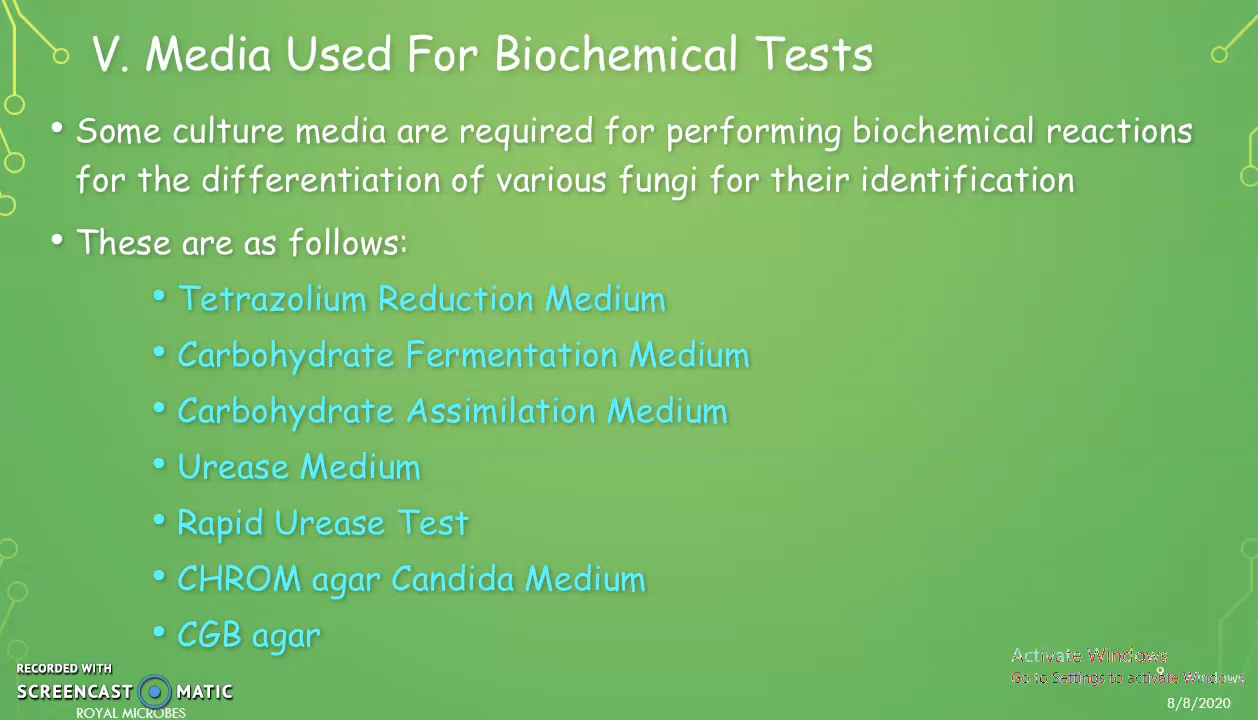 V. Media Used For Biochemical Tests
• Some culture media are required for performing biochemical reactions
for the differentiation of various fungi for their identification
• These are as follows:
• Tetrazolium Reduction Medium
• Carbohydrate Fermentation Medium
• Carbohydrate Assimilation Medium
• Urease Medium
• Rapid Urease Test
• CHROM agar Candida Medium
• CGB agar
Activate Windows
9
Go to Settings to activate Windows
8/8/2020
RECORDED WITH
SCREENCAST MATIC
ROYAL MICROBES